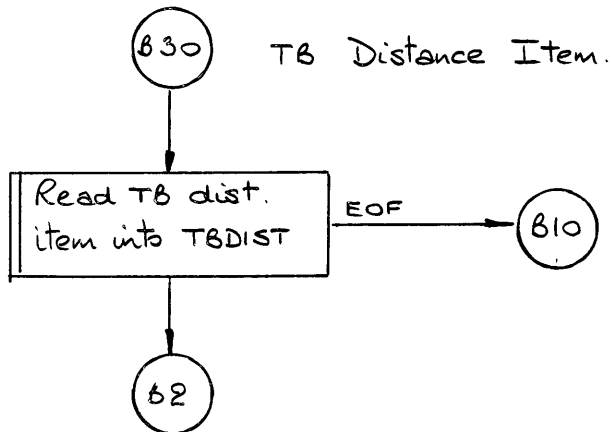 B30
TB Distance Item.
Read TB dist.
item into TBDIST
EOF
B10
B2